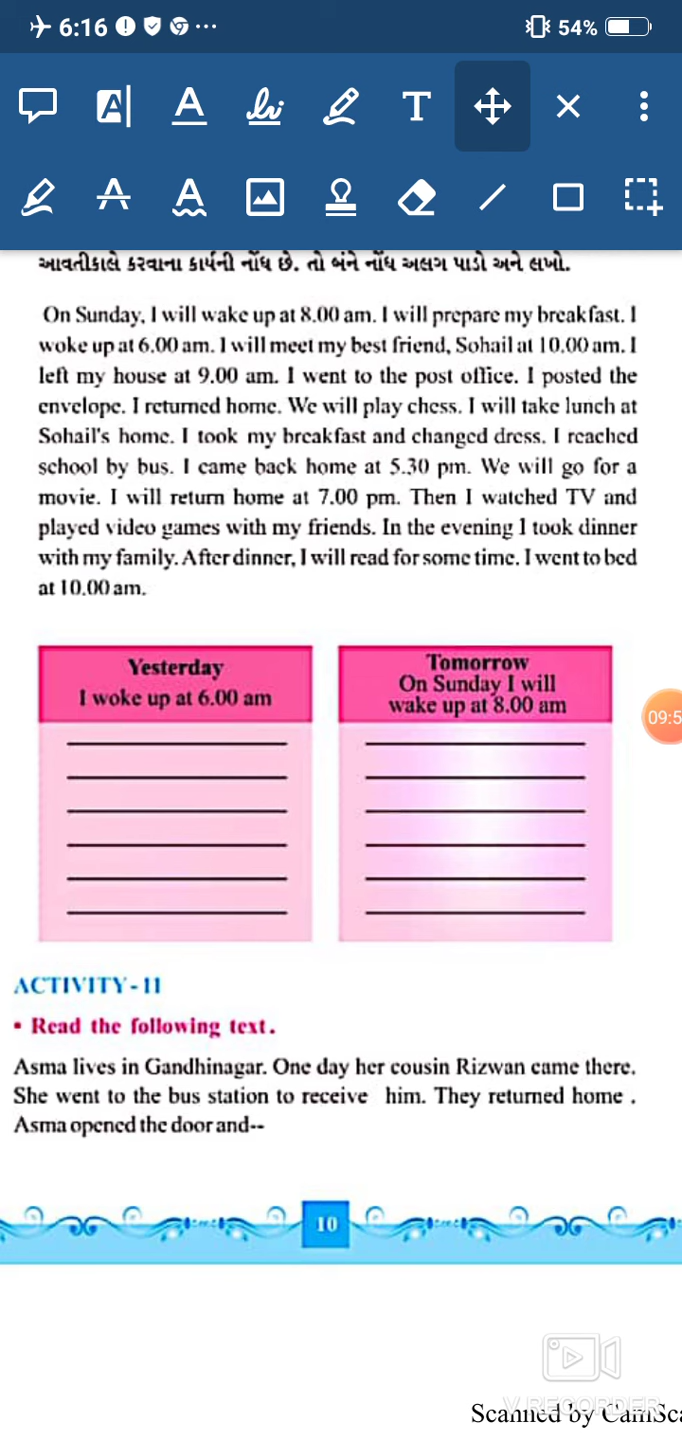 6:16
54%
આવતીકાલે કરવાના કાર્યની નોંધ છે. તો બંને નોંધ અલગ પાડો અને લખો.
On Sunday, I will wake up at 8.00 am. I will prepare my breakfast. I
woke up at 6.00 am. I will meet my best friend, Sohail at 10.00 am. I
left my house at 9.00 am. I went to the post office. I posted the
envelope. I returned home. We will play chess. I will take lunch at
Sohail's home. I took my breakfast and changed dress. I reached
school by bus. I came back home at 5.30 pm. We will go for a
movie. I will return home at 7.00 pm. Then I watched TV and
played video games with my friends. In the evening I took dinner
with my family. After dinner, I will read for some time. I went to bed
at 10.00 am.
Yesterday
I woke up at 6.00 am
Tomorrow
On Sunday I will
wake up at 8.00 am
09:5
ACTIVITY - 11
• Read the following text.
Asma lives in Gandhinagar. One day her cousin Rizwan came there.
She went to the bus station to receive him. They returned home .
Asma opened the door and--
10
V RECORDER
Scanned by CamSca